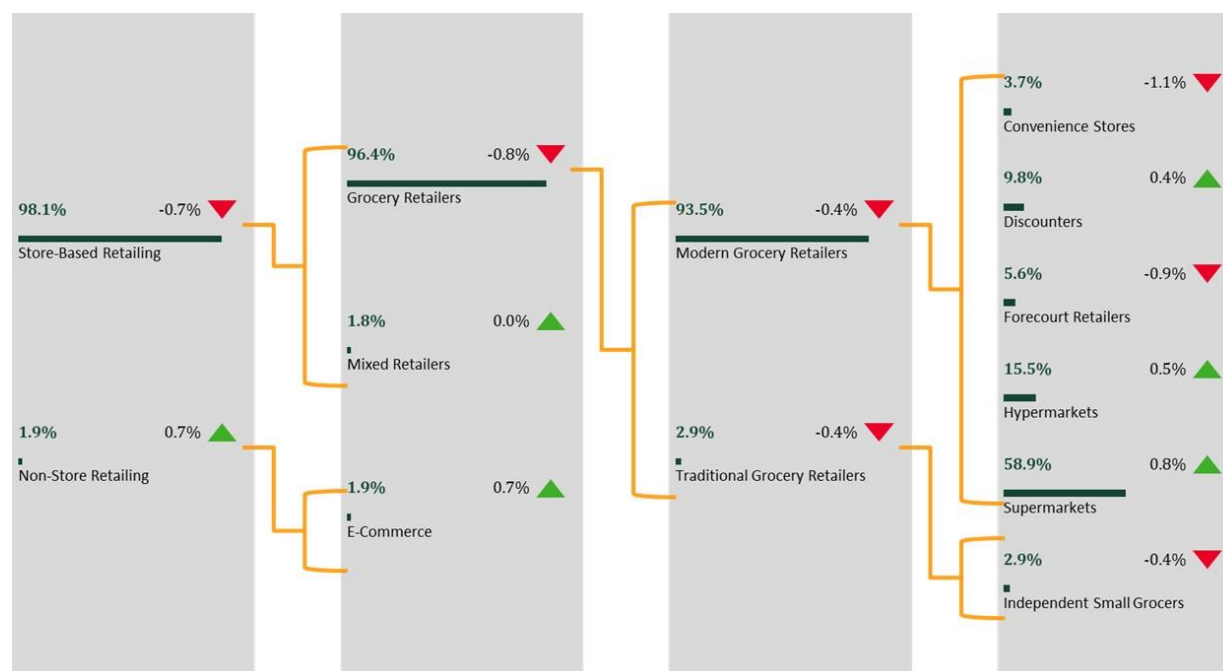 98.1% -0.7%
Store-Based Retailing
1.9% 0.7%
Non-Store Retailing
96.4% -0.8%
Grocery Retailers
1.8% 0.0%
Mixed Retailers
1.9% 0.7%
E-Commerce
93.5% -0.4%
Modern Grocery Retailers
2.9% -0.4%
Traditional Grocery Retailers
3.7% -1.1%
Convenience Stores
9.8% 0.4%
Discounters
5.6% -0.9%
Forecourt Retailers
15.5% 0.5%
Hypermarkets
58.9% 0.8%
Supermarkets
2.9% -0.4%
Independent Small Grocers